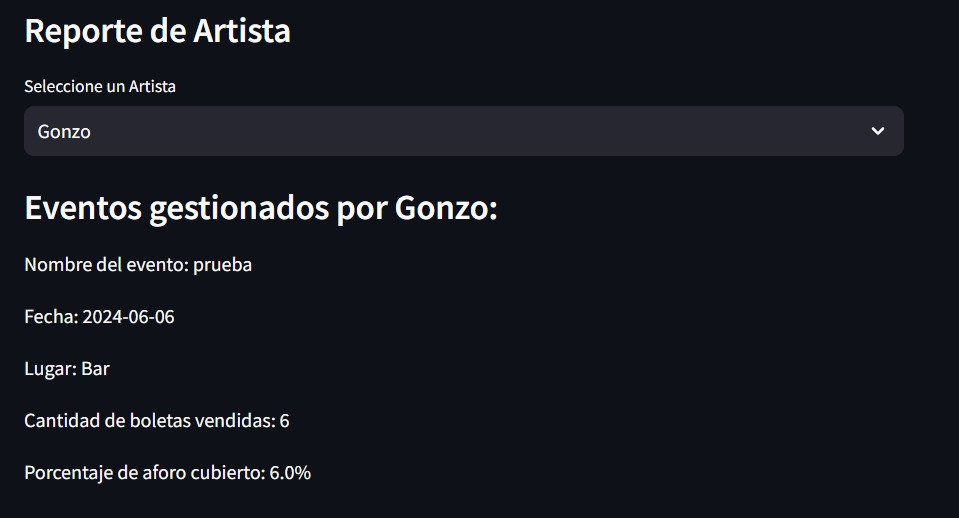 Reporte de Artista
Seleccione un Artista
Gonzo
Eventos gestionados por Gonzo:
Nombre del evento: prueba
Fecha: 2024-06-06
Lugar: Bar
Cantidad de boletas vendidas: 6
Porcentaje de aforo cubierto: 6.0%